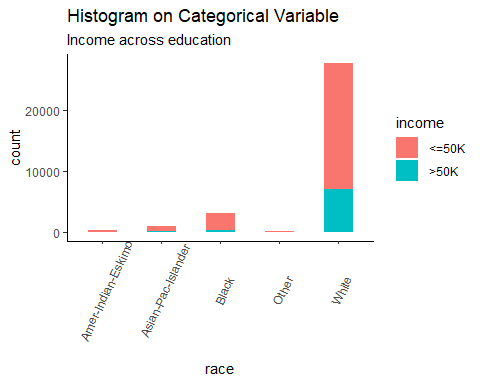 Histogram on Categorical Variable
Income across education
count
20000
10000
0
Amer-Indian-Eskimo
Asian-Pac-Islander
Black
Other
White
race
income
<=50K
>50K